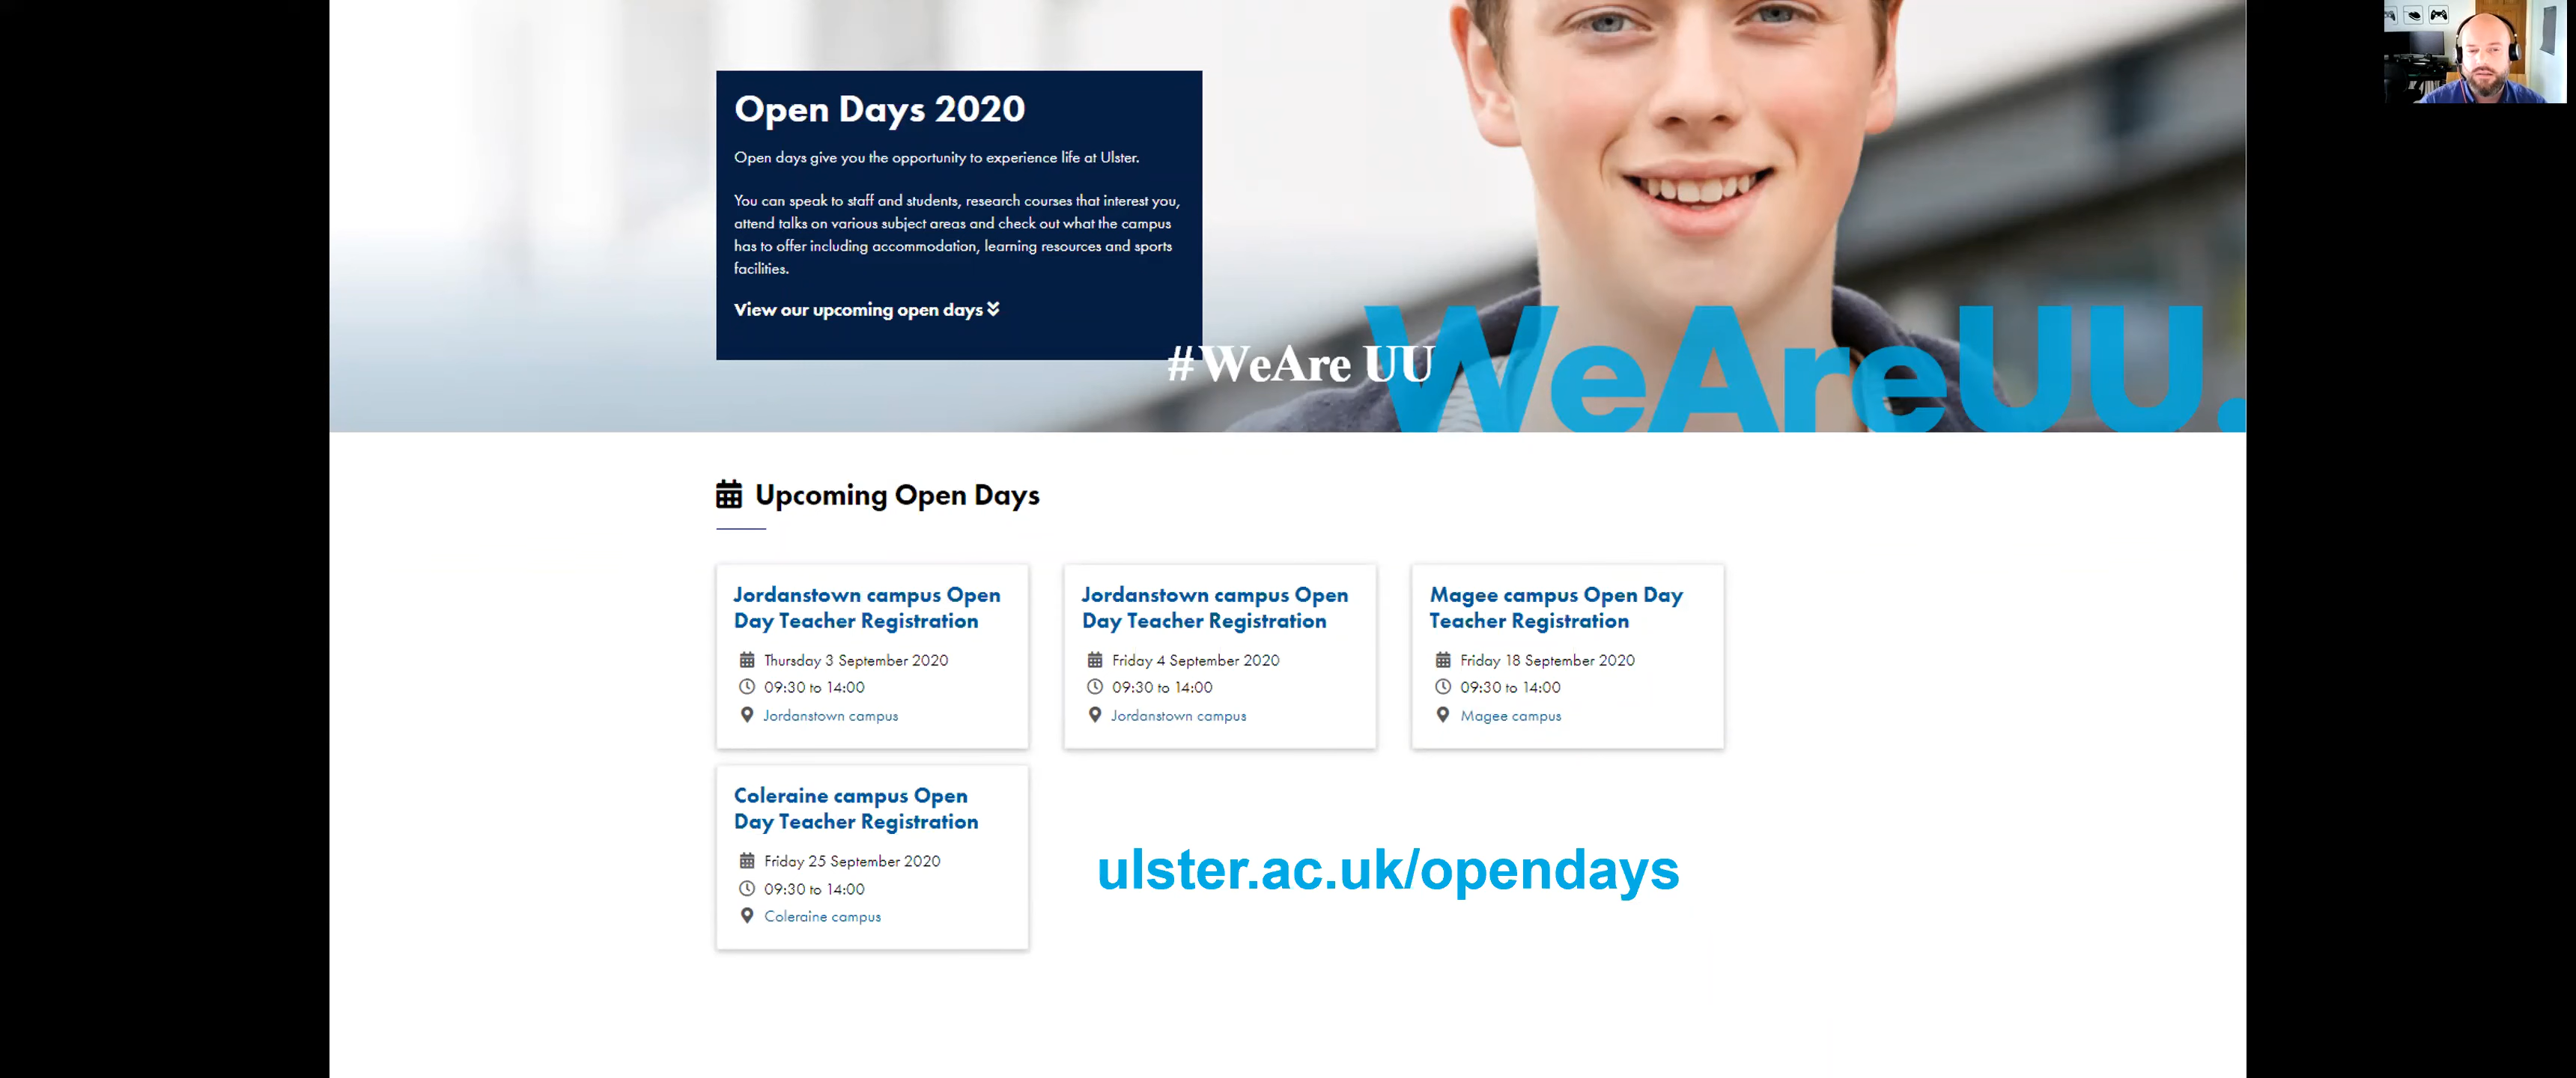 Open Days 2020
Open days give you the opportunity to experience life at Ulster.
You can speak to staff and students, research courses that interest you,
attend talks on various subject areas and check out what the campus
has to offer including accommodation, learning resources and sports
facilities.
View our upcoming open days
#WeAre UU
WeAreUU.
Upcoming Open Days
Jordanstown campus Open
Day Teacher Registration
Thursday 3 September 2020
09:30 to 14:00
Jordanstown campus
Jordanstown campus Open
Day Teacher Registration
Friday 4 September 2020
09:30 to 14:00
Jordanstown campus
Magee campus Open Day
Teacher Registration
Friday 18 September 2020
09:30 to 14:00
Magee campus
Coleraine campus Open
Day Teacher Registration
Friday 25 September 2020
09:30 to 14:00
Coleraine campus
ulster.ac.uk/opendays